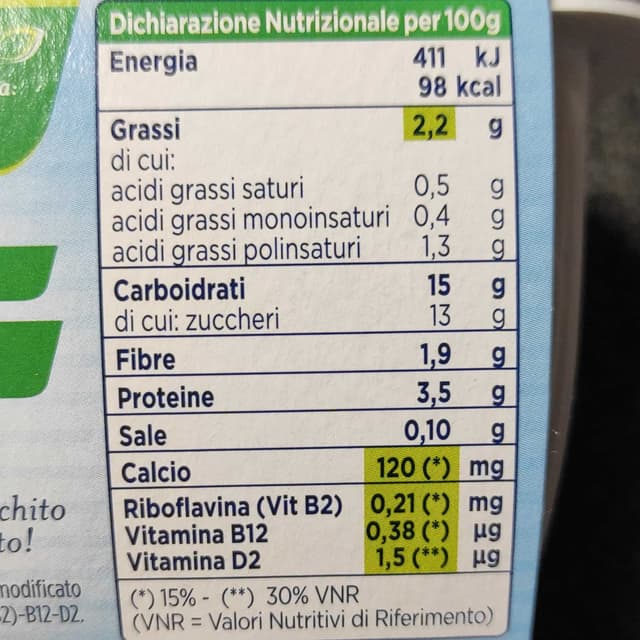 Dichiarazione Nutrizionale per 100g
Energia 411 kJ
98 kcal
Grassi 2,2 g
di cui:
acidi grassi saturi 0,5 g
acidi grassi monoinsaturi 0,4 g
acidi grassi polinsaturi 1,3 g
Carboidrati 15 g
di cui: zuccheri 13 g
Fibre 1,9 g
Proteine 3,5 g
Sale 0,10 g
Calcio 120 (*) mg
Riboflavina (Vit B2) 0,21 (*) mg
Vitamina B12 0,38 (*) µg
Vitamina D2 1,5 (**) µg
(*) 15% - (**) 30% VNR
(VNR = Valori Nutritivi di Riferimento)
chito
to!
modificato
2)-B12-D2.